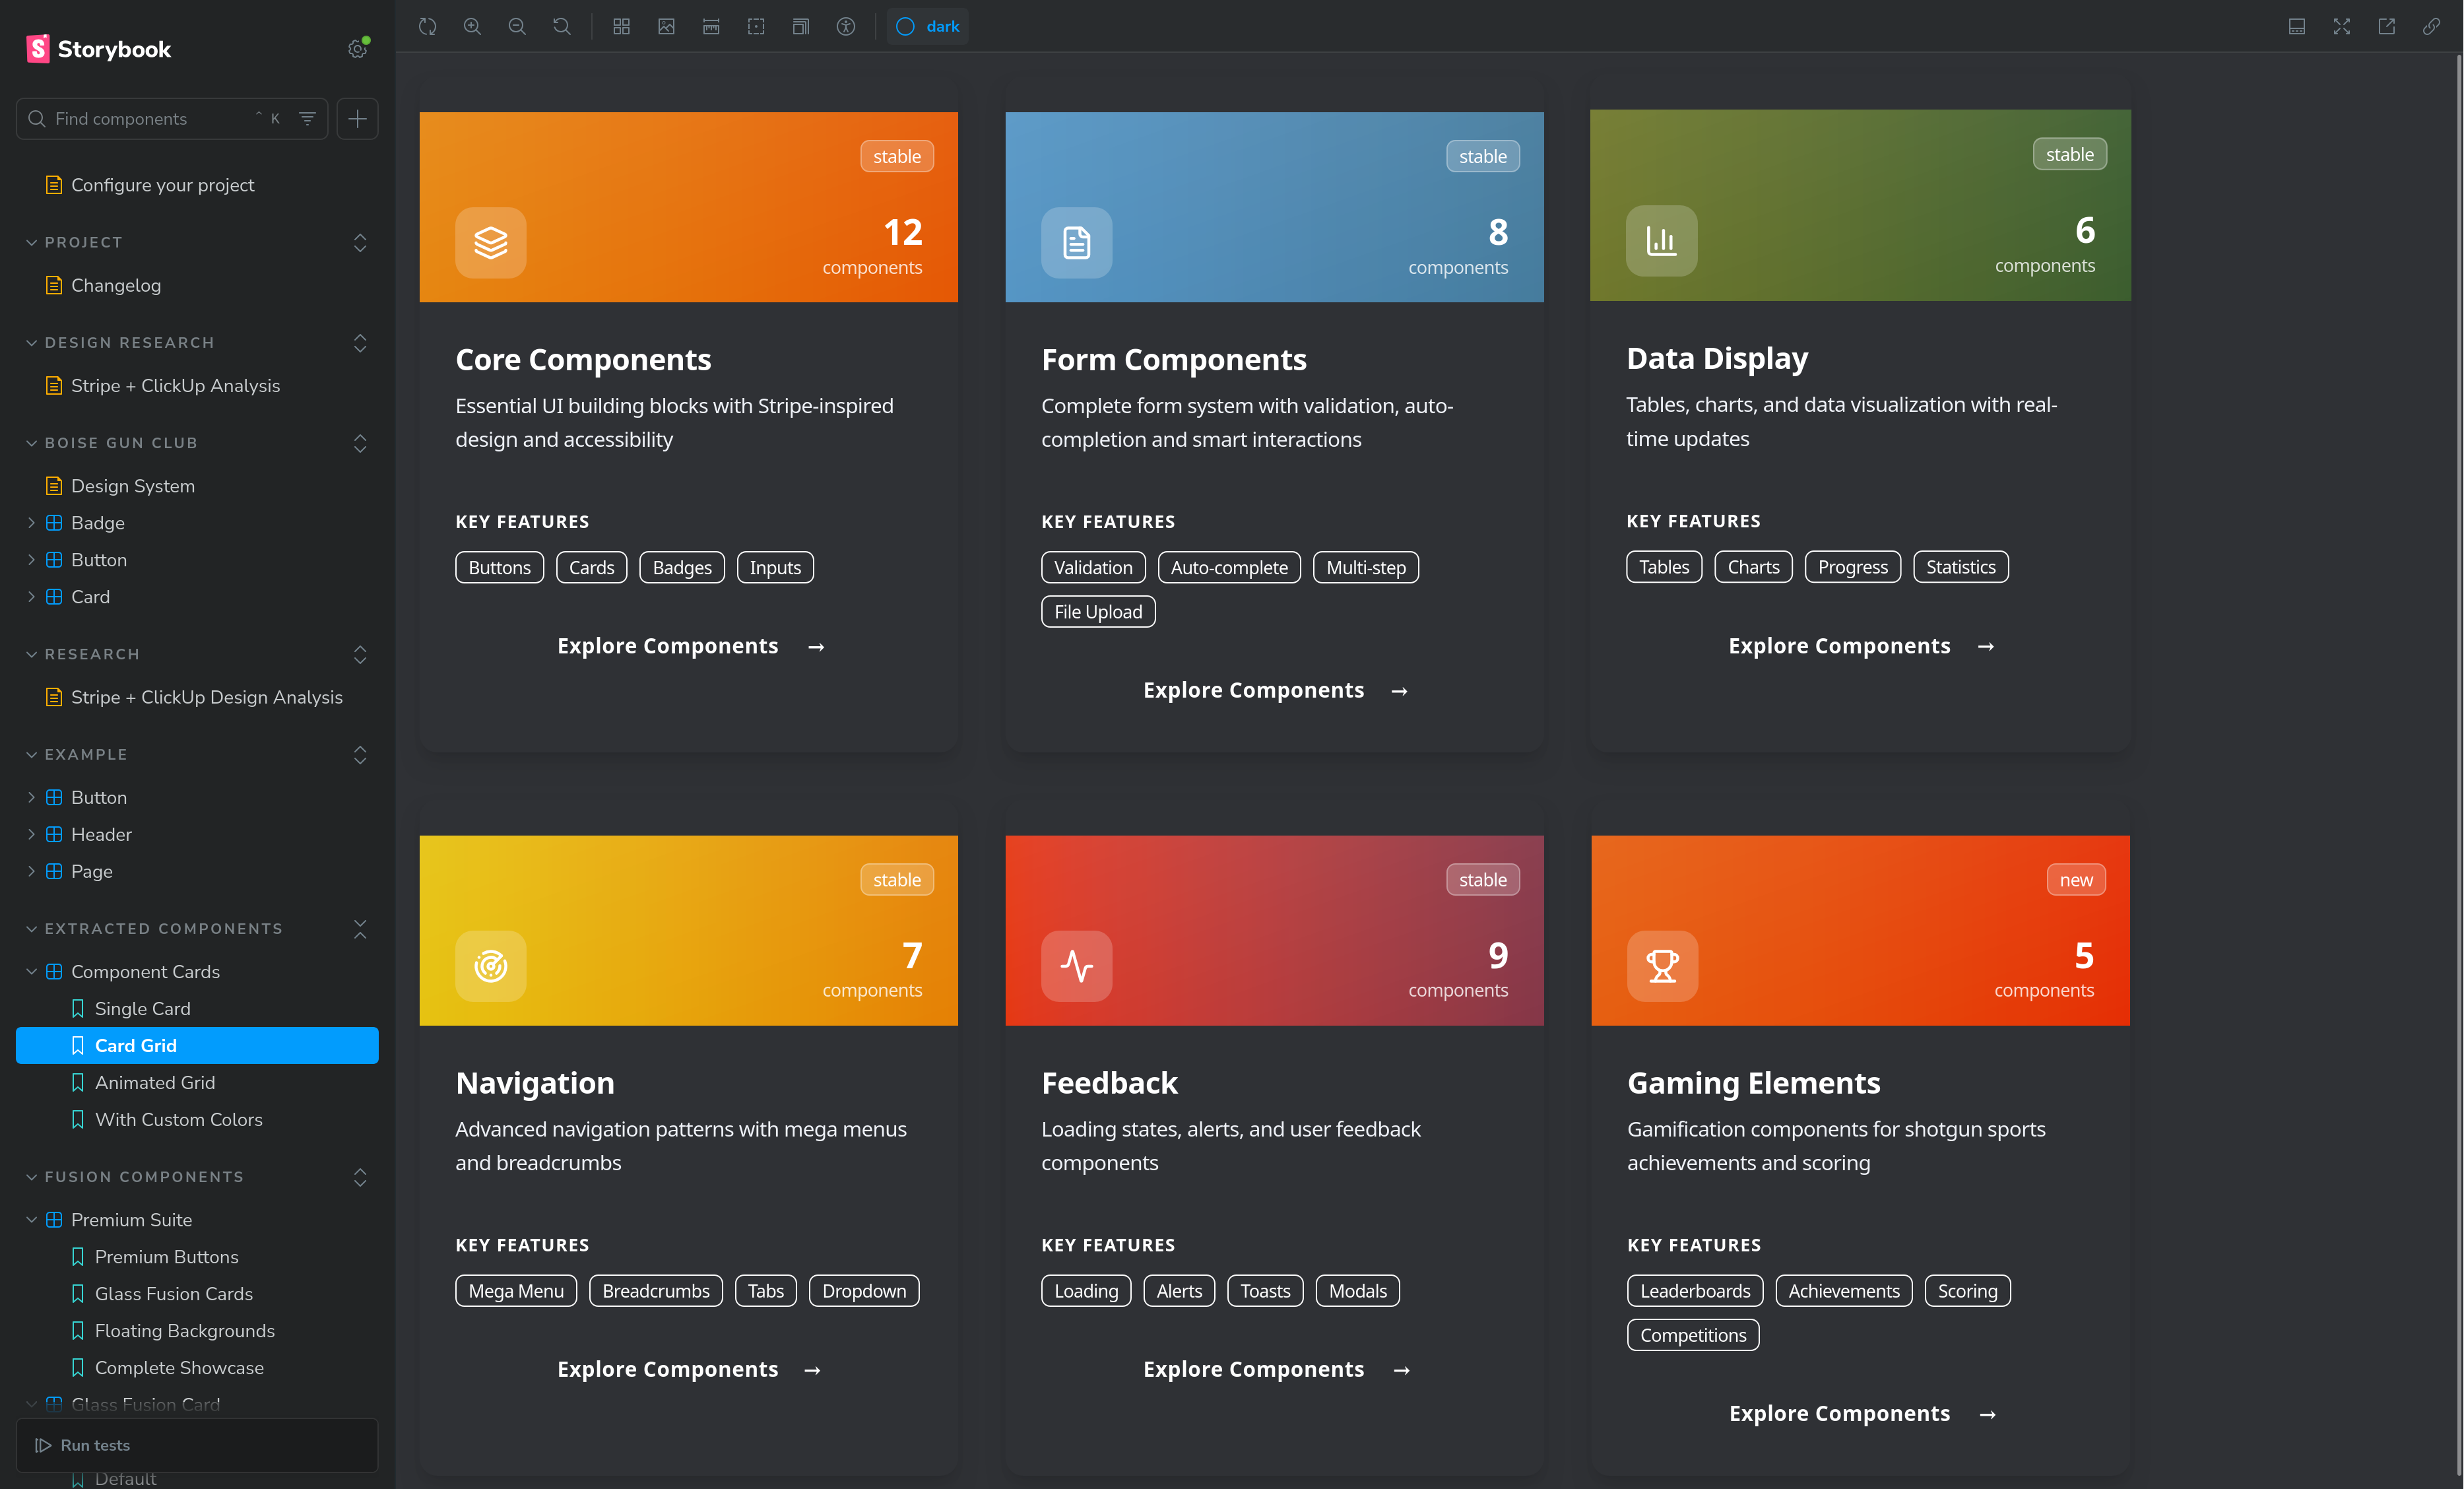 Storybook
Find components
⌃ K
Configure your project
PROJECT
Changelog
DESIGN RESEARCH
Stripe + ClickUp Analysis
BOISE GUN CLUB
Design System
Badge
Button
Card
RESEARCH
Stripe + ClickUp Design Analysis
EXAMPLE
Button
Header
Page
EXTRACTED COMPONENTS
Component Cards
Single Card
Card Grid
Animated Grid
With Custom Colors
FUSION COMPONENTS
Premium Suite
Premium Buttons
Glass Fusion Cards
Floating Backgrounds
Complete Showcase
Glass Fusion Card
Run tests
Default
dark
stable
12
components
Core Components
Essential UI building blocks with Stripe-inspired
design and accessibility
KEY FEATURES
Buttons Cards Badges Inputs
Explore Components →
stable
8
components
Form Components
Complete form system with validation, auto-
completion and smart interactions
KEY FEATURES
Validation Auto-complete Multi-step
File Upload
Explore Components →
stable
6
components
Data Display
Tables, charts, and data visualization with real-
time updates
KEY FEATURES
Tables Charts Progress Statistics
Explore Components →
stable
7
components
Navigation
Advanced navigation patterns with mega menus
and breadcrumbs
KEY FEATURES
Mega Menu Breadcrumbs Tabs Dropdown
Explore Components →
stable
9
components
Feedback
Loading states, alerts, and user feedback
components
KEY FEATURES
Loading Alerts Toasts Modals
Explore Components →
new
5
components
Gaming Elements
Gamification components for shotgun sports
achievements and scoring
KEY FEATURES
Leaderboards Achievements Scoring
Competitions
Explore Components →